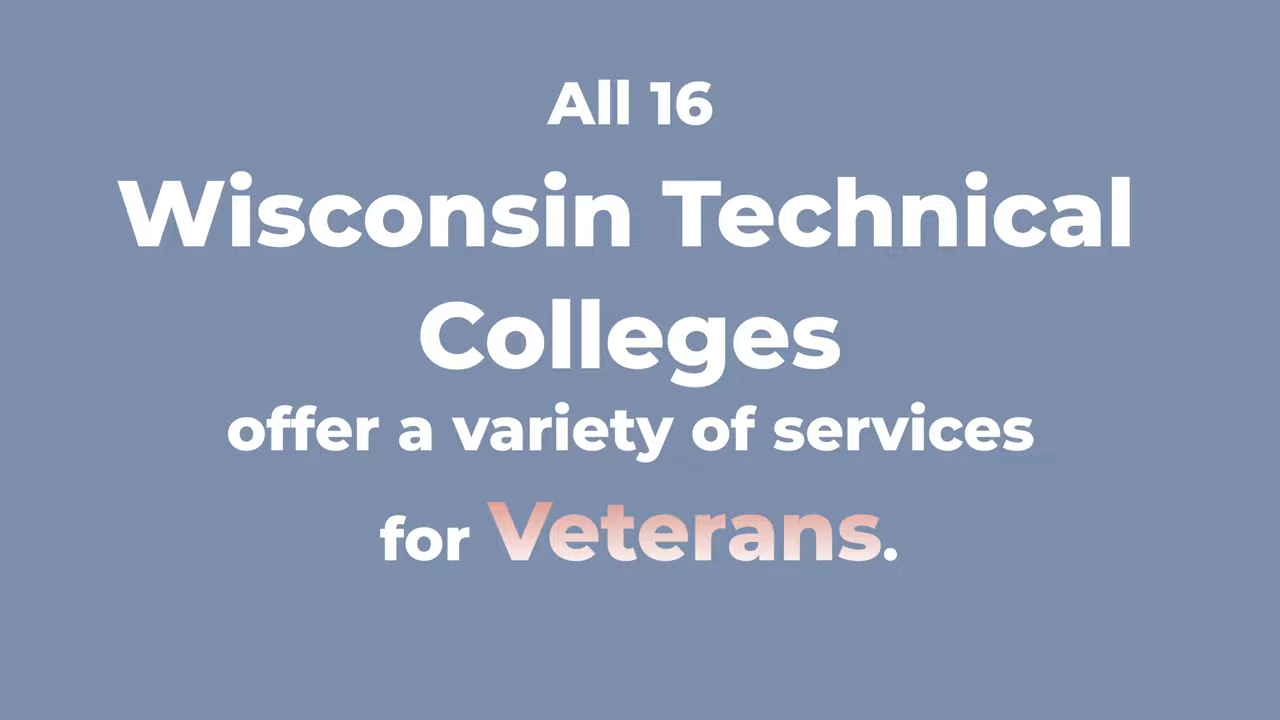 All 16
Wisconsin Technical
Colleges
offer a variety of services
for Veterans.